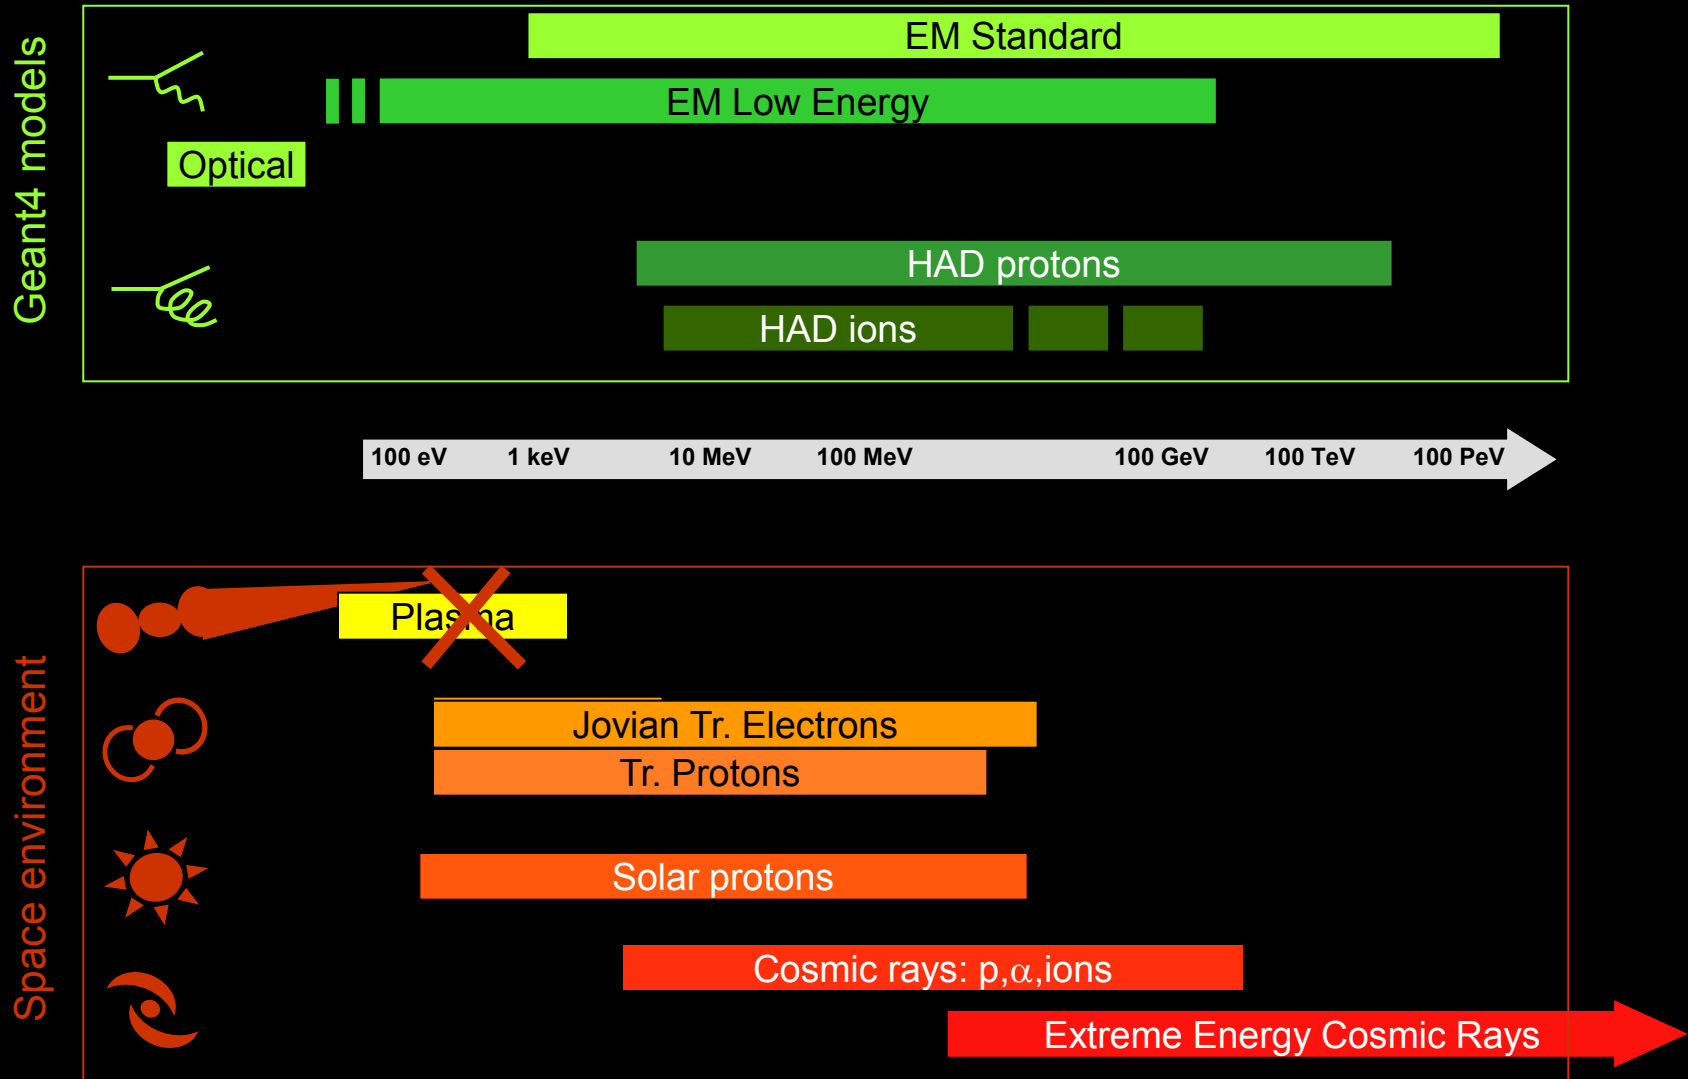 Geant4 models
EM Standard
EM Low Energy
Optical
HAD protons
HAD ions
100 eV 1 keV 10 MeV 100 MeV 100 GeV 100 TeV 100 PeV
Space environment
Plasma
Jovian Tr. Electrons
Tr. Protons
Solar protons
Cosmic rays: p,α,ions
Extreme Energy Cosmic Rays